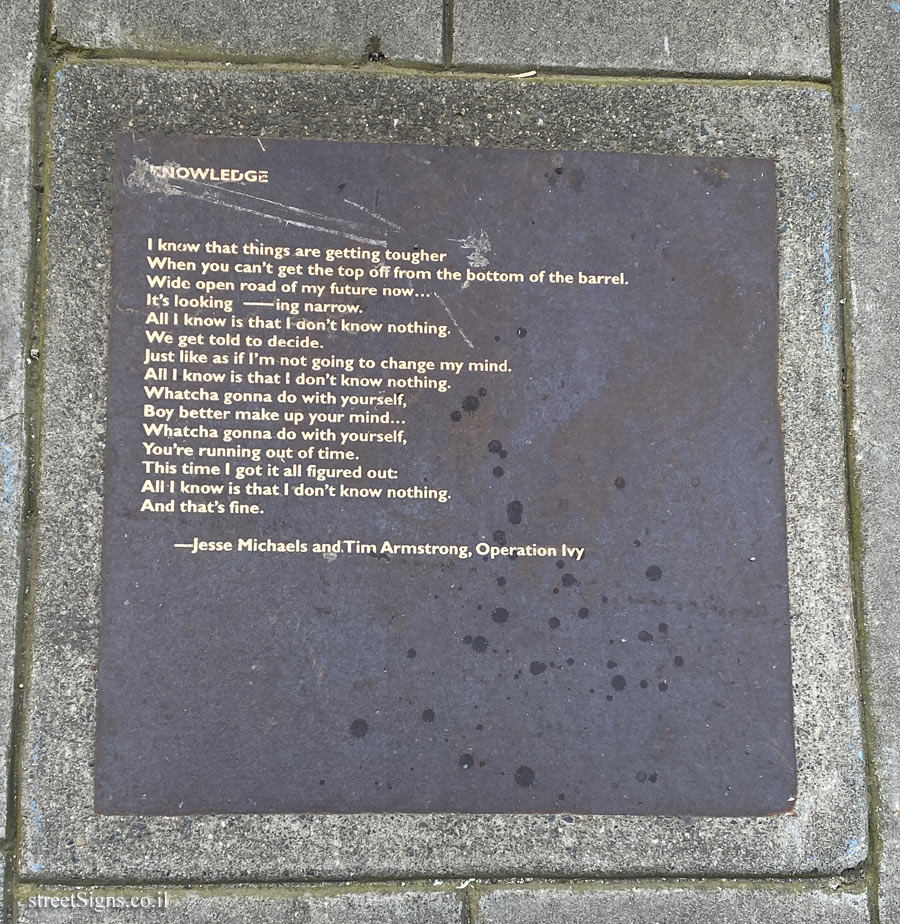 KNOWLEDGE
I know that things are getting tougher
When you can't get the top off from the bottom of the barrel.
Wide open road of my future now...
It's looking ——ing narrow.
All I know is that I don't know nothing.
We get told to decide.
Just like as if I'm not going to change my mind.
All I know is that I don't know nothing.
Whatcha gonna do with yourself,
Boy better make up your mind...
Whatcha gonna do with yourself,
You're running out of time.
This time I got it all figured out:
All I know is that I don't know nothing.
And that's fine.
—Jesse Michaels and Tim Armstrong, Operation Ivy
streetSigns.co.il